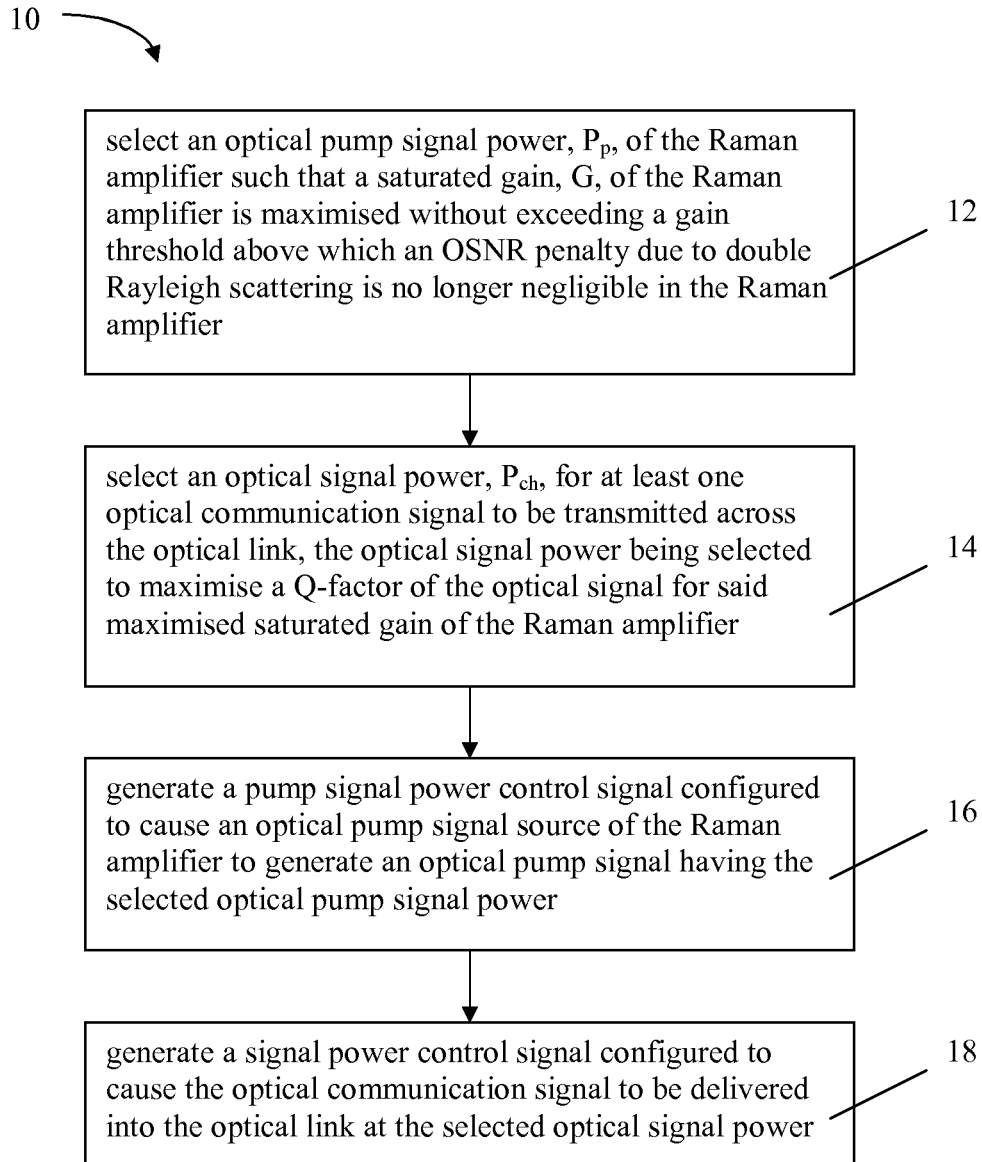 10
select an optical pump signal power, Pp, of the Raman
amplifier such that a saturated gain, G, of the Raman
amplifier is maximised without exceeding a gain
threshold above which an OSNR penalty due to double
Rayleigh scattering is no longer negligible in the Raman
amplifier
12
select an optical signal power, Pch, for at least one
optical communication signal to be transmitted across
the optical link, the optical signal power being selected
to maximise a Q-factor of the optical signal for said
maximised saturated gain of the Raman amplifier
14
generate a pump signal power control signal configured
to cause an optical pump signal source of the Raman
amplifier to generate an optical pump signal having the
selected optical pump signal power
16
generate a signal power control signal configured to
cause the optical communication signal to be delivered
into the optical link at the selected optical signal power
18